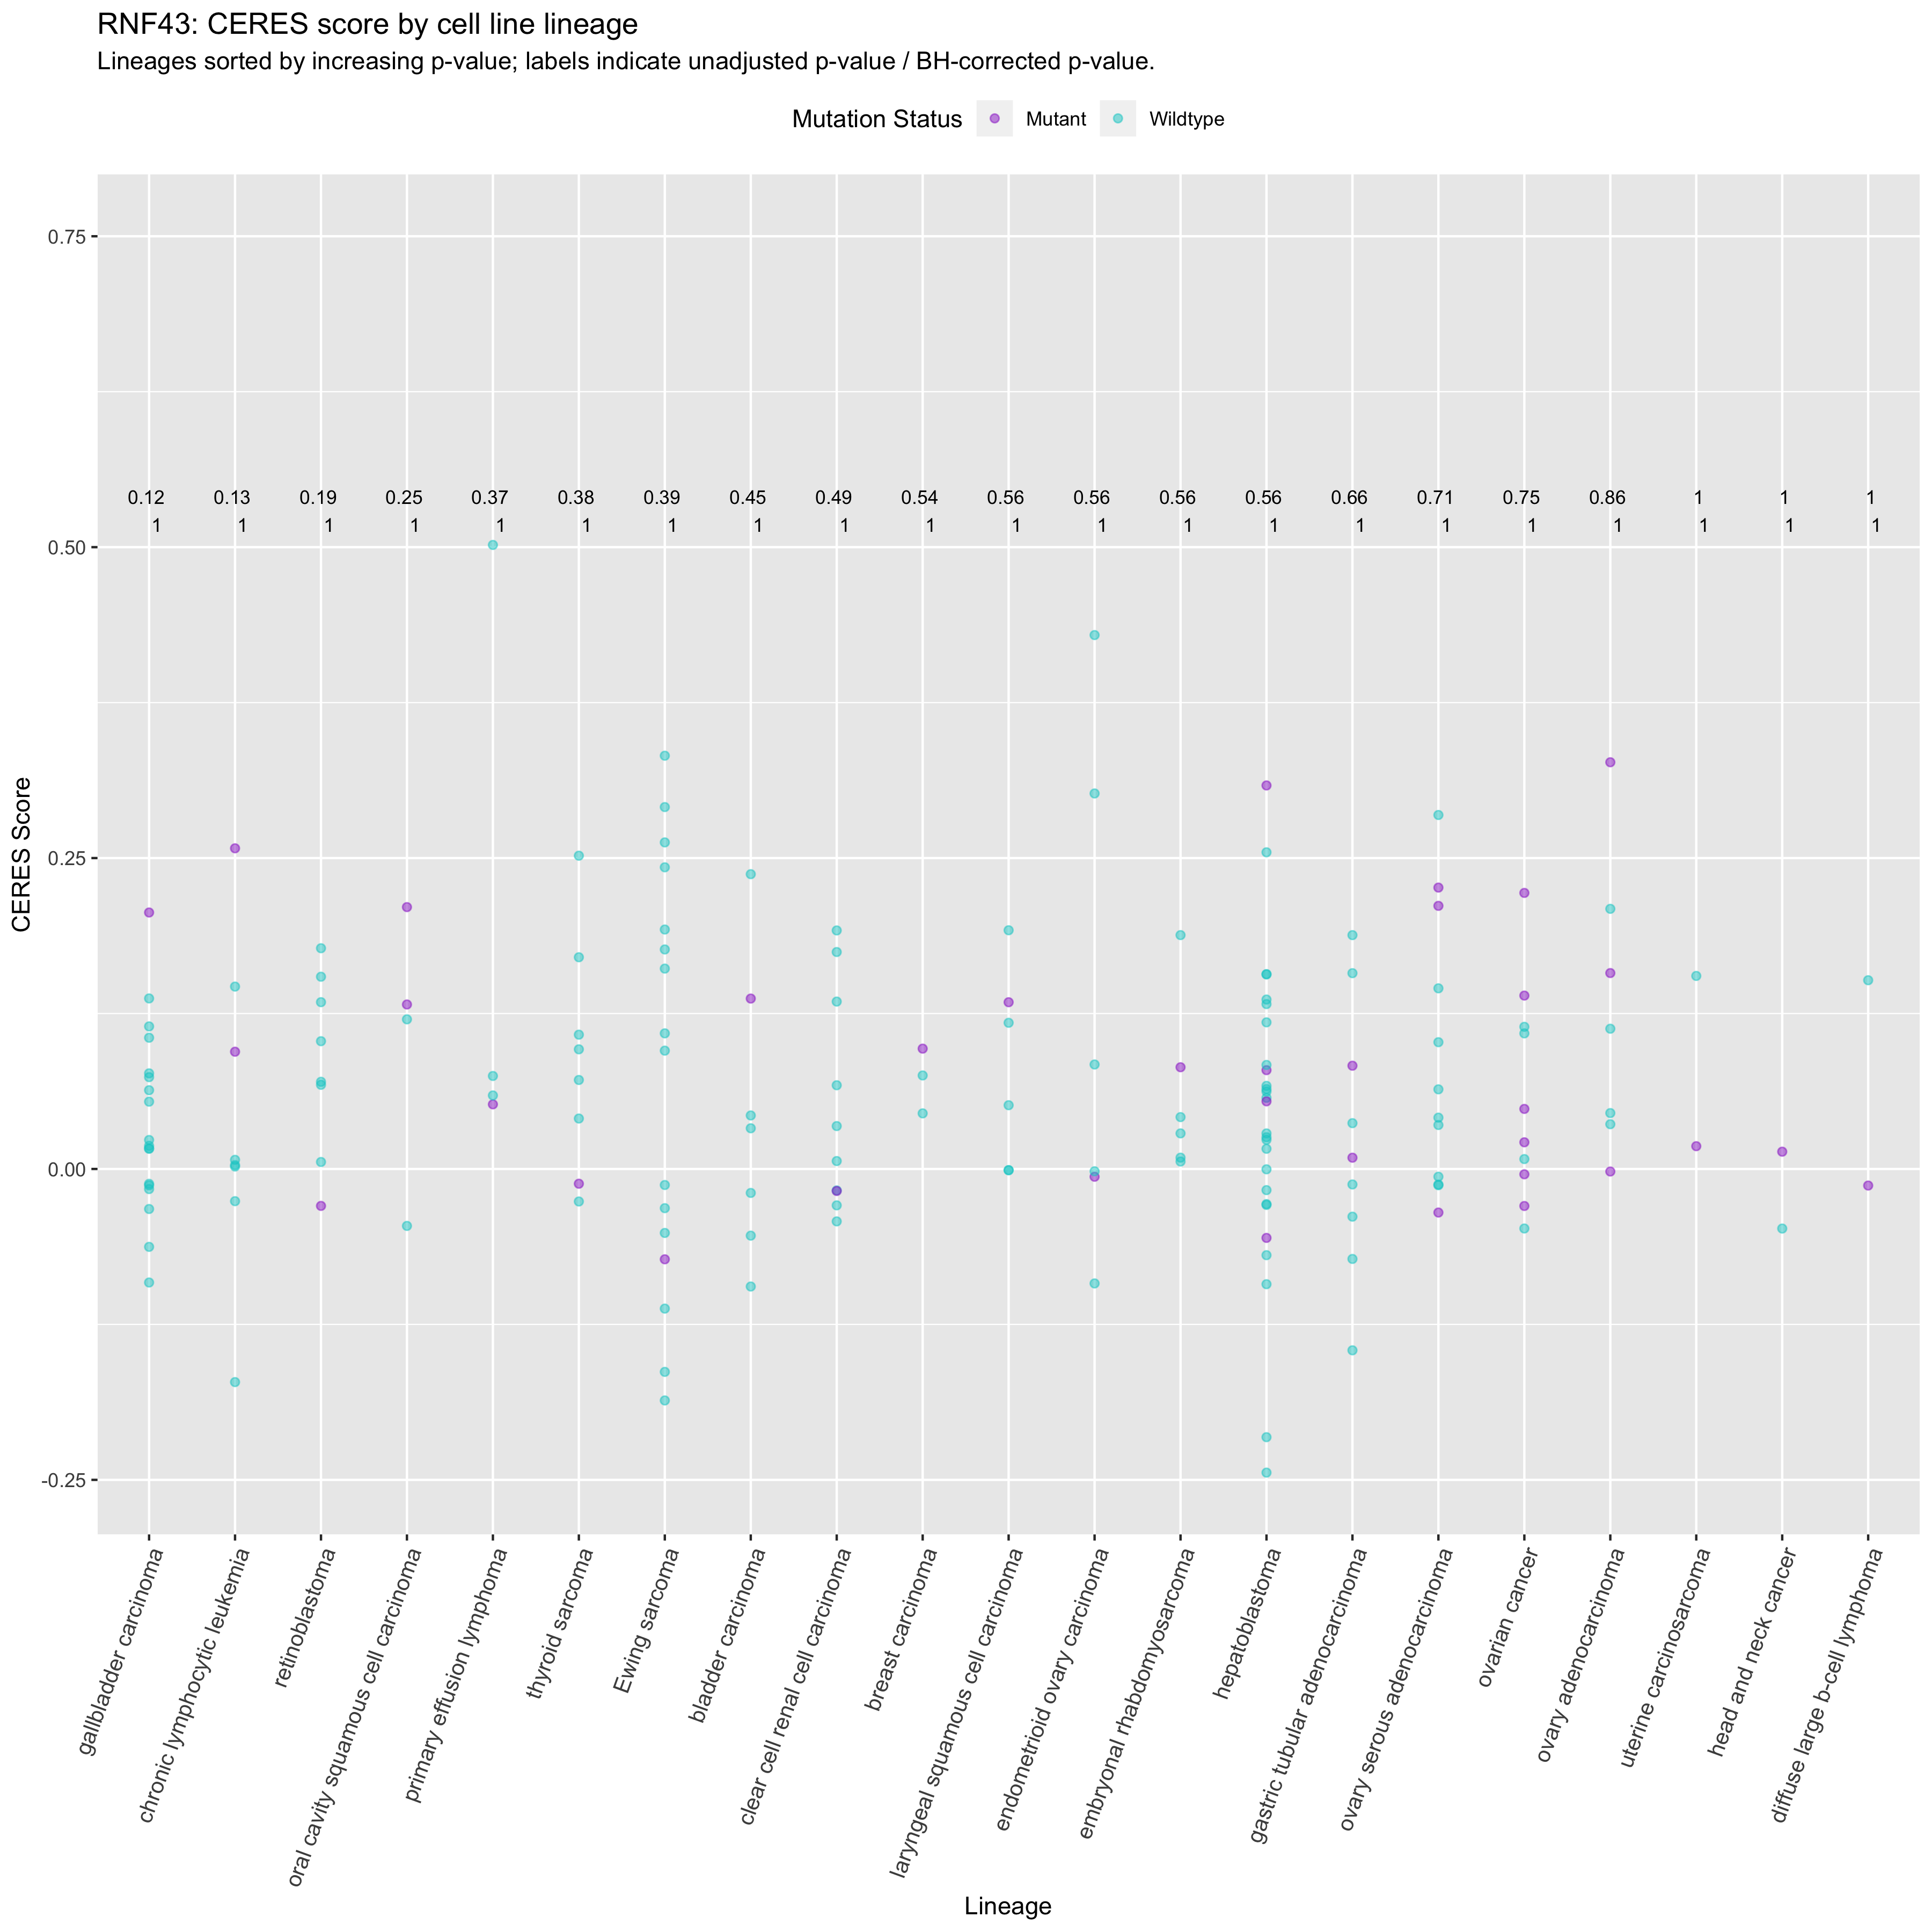 RNF43: CERES score by cell line lineage
Lineages sorted by increasing p-value; labels indicate unadjusted p-value / BH-corrected p-value.
Mutation Status Mutant Wildtype
0.75
0.12 0.13 0.19 0.25 0.37 0.38 0.39 0.45 0.49 0.54 0.56 0.56 0.56 0.56 0.66 0.71 0.75 0.86 1 1 1
1 1 1 1 1 1 1 1 1 1 1 1 1 1 1 1 1 1 1 1 1
0.50
0.25
0.00
-0.25
CERES Score
gallbladder carcinoma
chronic lymphocytic leukemia
retinoblastoma
oral cavity squamous cell carcinoma
primary effusion lymphoma
thyroid sarcoma
Ewing sarcoma
bladder carcinoma
clear cell renal cell carcinoma
breast carcinoma
laryngeal squamous cell carcinoma
endometrioid ovary carcinoma
embryonal rhabdomyosarcoma
hepatoblastoma
gastric tubular adenocarcinoma
ovary serous adenocarcinoma
ovarian cancer
ovary adenocarcinoma
uterine carcinosarcoma
head and neck cancer
diffuse large b-cell lymphoma
Lineage